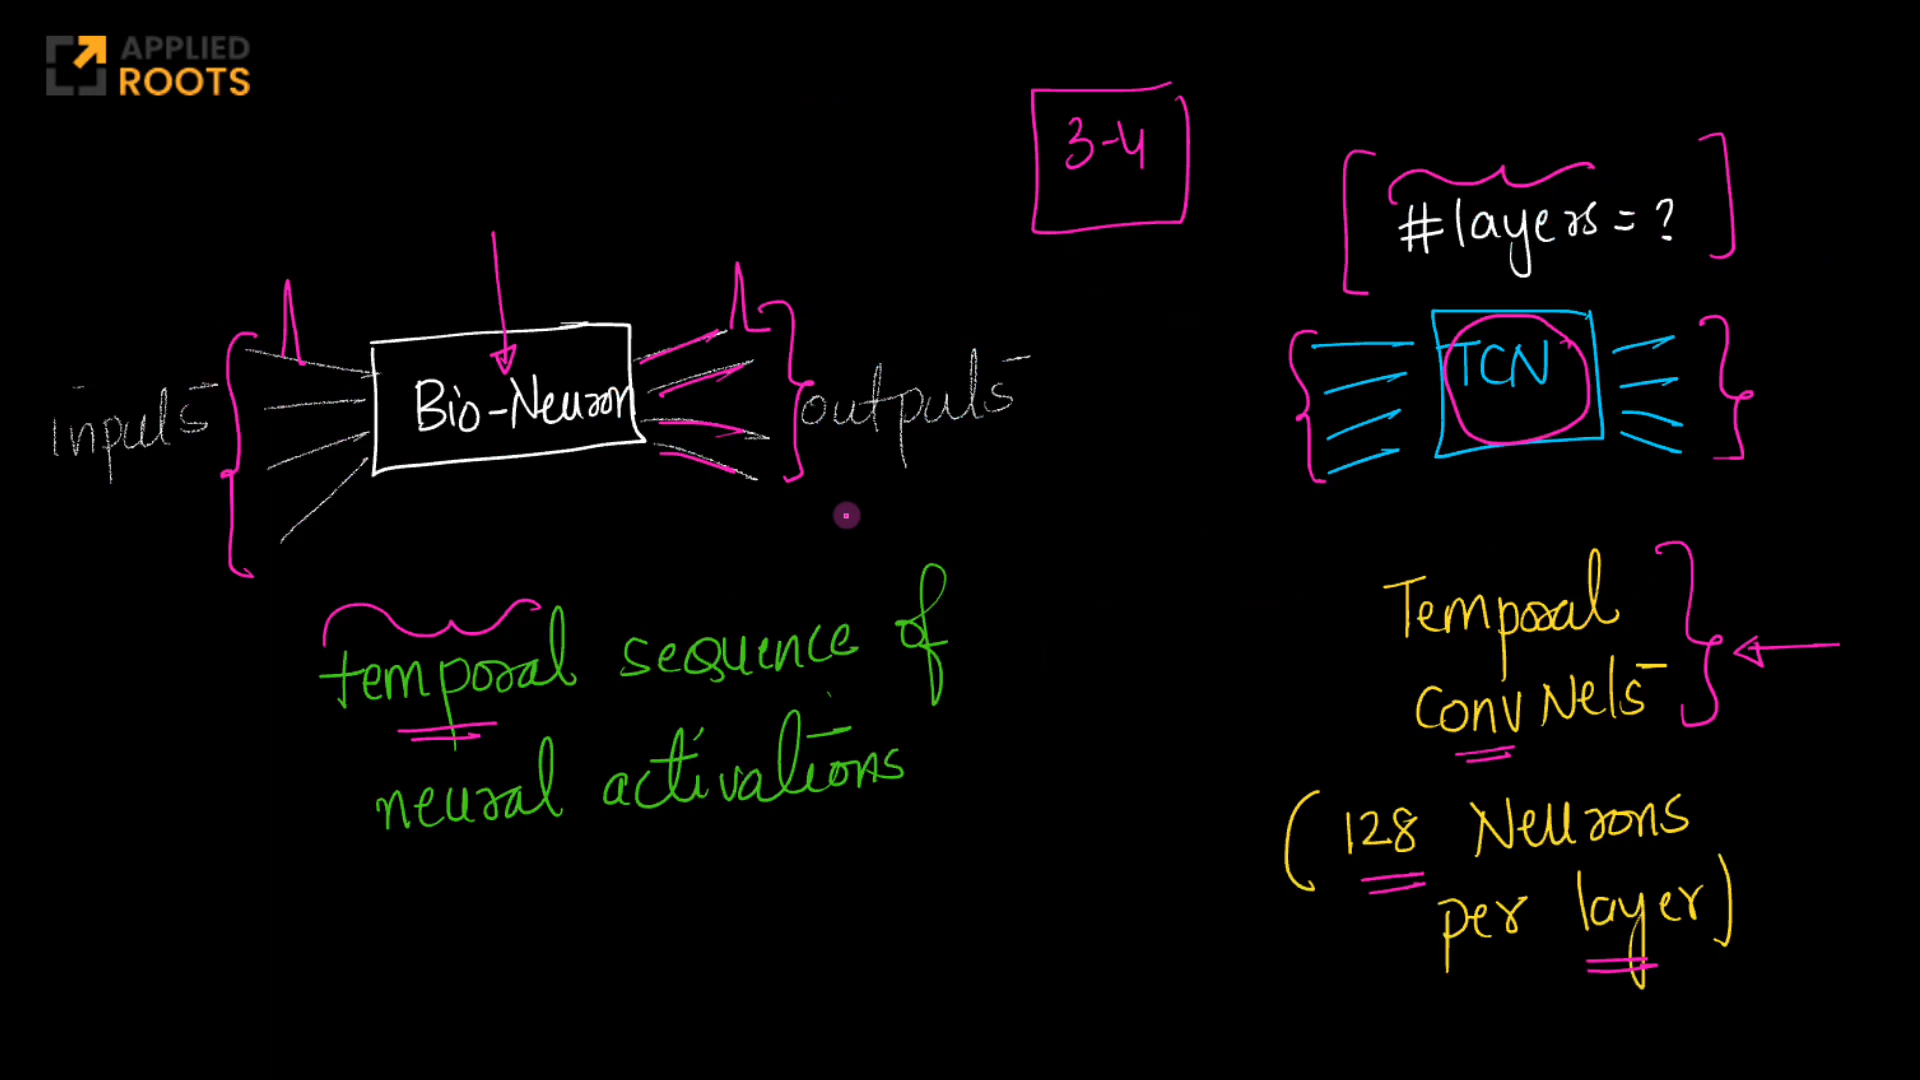 APPLIED
ROOTS
3-4
#layers = ?
inputs
Bio-Neuron
outputs
TCN
temporal sequence of
neural activations
Temporal
Conv Nets
(128 Neurons
per layer)